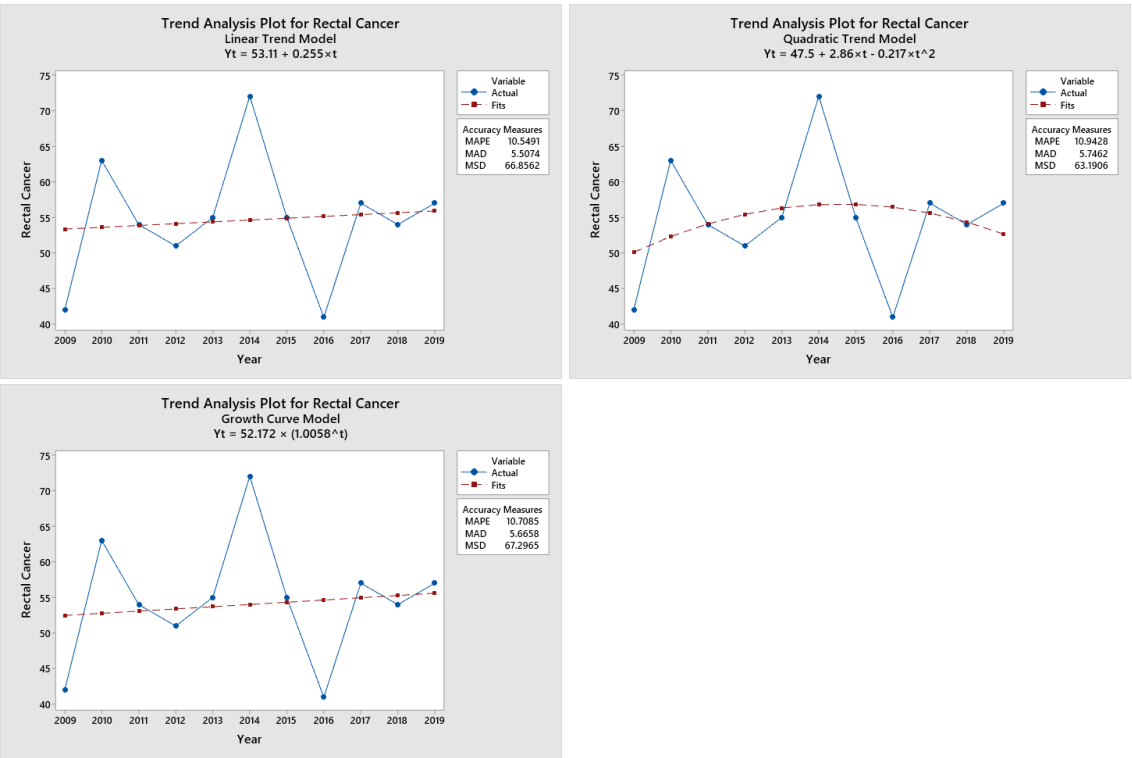 Trend Analysis Plot for Rectal Cancer
Linear Trend Model
Yt = 53.11 + 0.255×t
75
70
65
60
55
50
45
40
Rectal Cancer
2009 2010 2011 2012 2013 2014 2015 2016 2017 2018 2019
Year
Variable
Actual
Fits
Accuracy Measures
MAPE 10.5491
MAD 5.5074
MSD 66.8562
Trend Analysis Plot for Rectal Cancer
Quadratic Trend Model
Yt = 47.5 + 2.86×t - 0.217×t^2
75
70
65
60
55
50
45
40
Rectal Cancer
2009 2010 2011 2012 2013 2014 2015 2016 2017 2018 2019
Year
Variable
Actual
Fits
Accuracy Measures
MAPE 10.9428
MAD 5.7462
MSD 63.1906
Trend Analysis Plot for Rectal Cancer
Growth Curve Model
Yt = 52.172 × (1.0058^t)
75
70
65
60
55
50
45
40
Rectal Cancer
2009 2010 2011 2012 2013 2014 2015 2016 2017 2018 2019
Year
Variable
Actual
Fits
Accuracy Measures
MAPE 10.7085
MAD 5.6658
MSD 67.2965